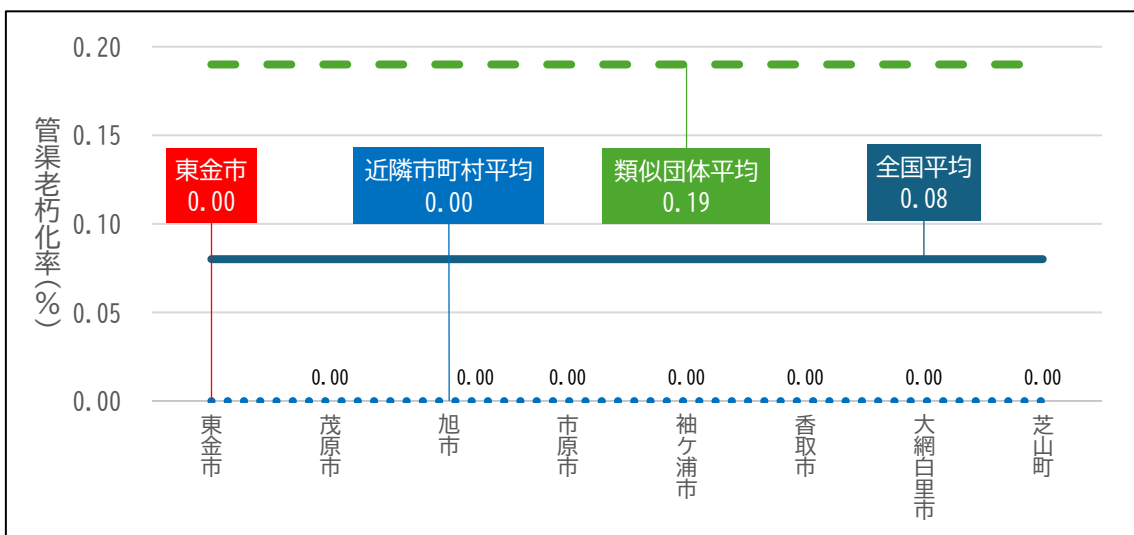 0.20
0.15
0.10
0.05
0.00
管渠老朽化率(%)
東金市
0.00
近隣市町村平均
0.00
類似団体平均
0.19
全国平均
0.08
0.00
0.00
0.00
0.00
0.00
0.00
0.00
東金市
茂原市
旭市
市原市
袖ケ浦市
香取市
大網白里市
芝山町